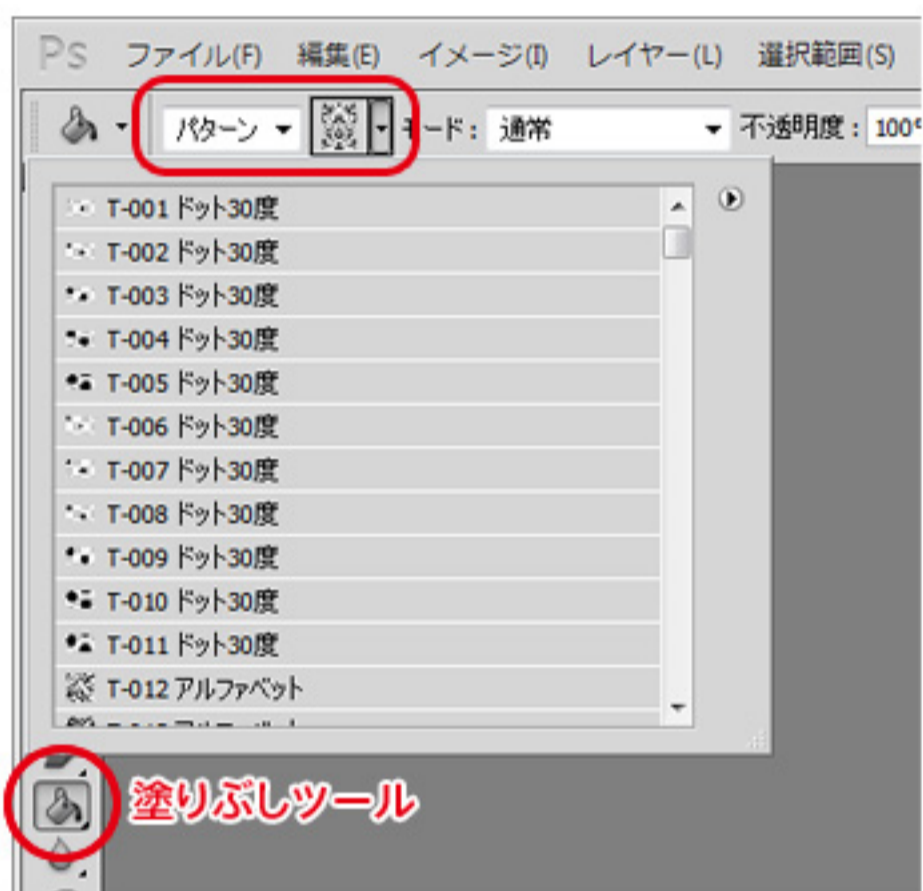 Ps ファイル(F) 編集(E) イメージ(I) レイヤー(L) 選択範囲(S)
パターン モード: 通常 不透明度: 100%
T-001 ドット30度
T-002 ドット30度
T-003 ドット30度
T-004 ドット30度
T-005 ドット30度
T-006 ドット30度
T-007 ドット30度
T-008 ドット30度
T-009 ドット30度
T-010 ドット30度
T-011 ドット30度
T-012 アルファベット
塗りぶしツール